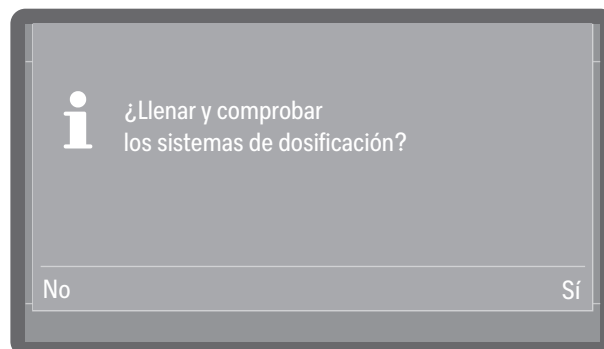 ¿Llenar y comprobar
los sistemas de dosificación?
No
Sí